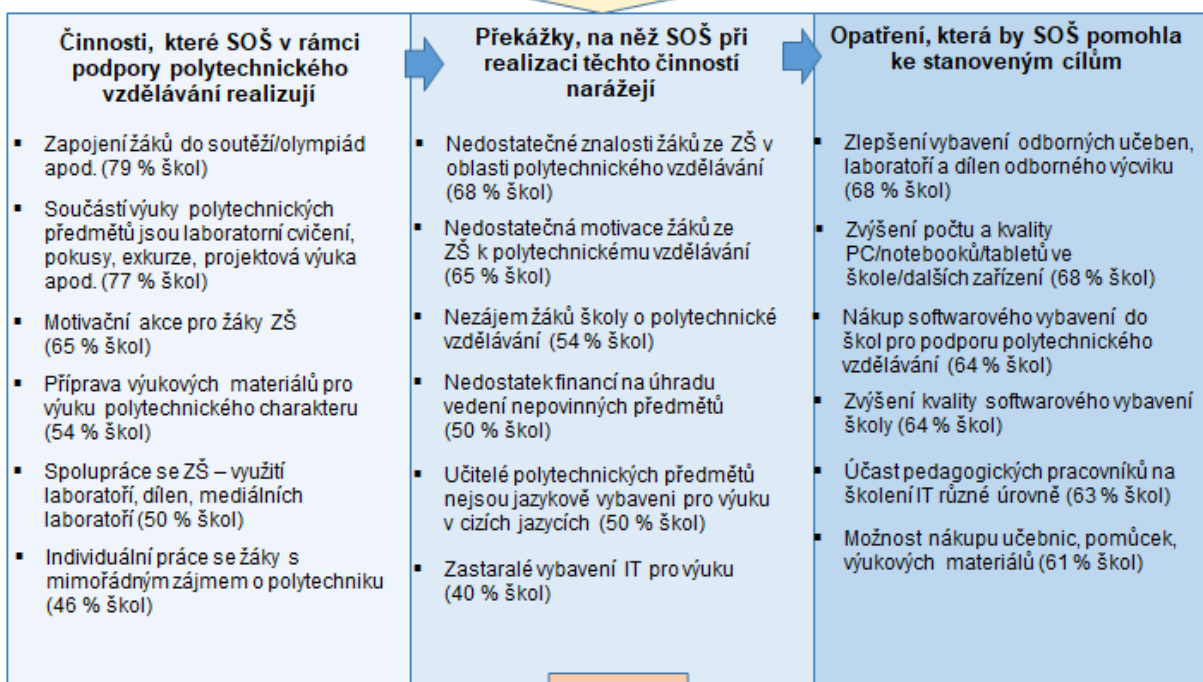 Činnosti, které SOŠ v rámci
podpory polytechnického
vzdělávání realizují
▪ Zapojení žáků do soutěží/olympiád
apod. (79 % škol)
▪ Součástí výuky polytechnických
předmětů jsou laboratorní cvičení,
pokusy, exkurze, projektová výuka
apod. (77 % škol)
▪ Motivační akce pro žáky ZŠ
(65 % škol)
▪ Příprava výukových materiálů pro
výuku polytechnického charakteru
(54 % škol)
▪ Spolupráce se ZŠ – využití
laboratoří, dílen, mediálních
laboratoří (50 % škol)
▪ Individuální práce se žáky s
mimořádným zájmem o polytechniku
(46 % škol)
Překážky, na něž SOŠ při
realizaci těchto činností
narážejí
▪ Nedostatečné znalosti žáků ze ZŠ v
oblasti polytechnického vzdělávání
(68 % škol)
▪ Nedostatečná motivace žáků ze
ZŠ k polytechnickému vzdělávání
(65 % škol)
▪ Nezájem žáků školy o polytechnické
vzdělávání (54 % škol)
▪ Nedostatek financí na úhradu
vedení nepovinných předmětů
(50 % škol)
▪ Učitelé polytechnických předmětů
nejsou jazykově vybaveni pro výuku
v cizích jazycích (50 % škol)
▪ Zastaralé vybavení IT pro výuku
(40 % škol)
Opatření, která by SOŠ pomohla
ke stanoveným cílům
▪ Zlepšení vybavení odborných učeben,
laboratoří a dílen odborného výcviku
(68 % škol)
▪ Zvýšení počtu a kvality
PC/notebooků/tabletů ve
škole/dalších zařízení (68 % škol)
▪ Nákup softwarového vybavení do
škol pro podporu polytechnického
vzdělávání (64 % škol)
▪ Zvýšení kvality softwarového vybavení
školy (64 % škol)
▪ Účast pedagogických pracovníků na
školení IT různé úrovně (63 % škol)
▪ Možnost nákupu učebnic, pomůcek,
výukových materiálů (61 % škol)